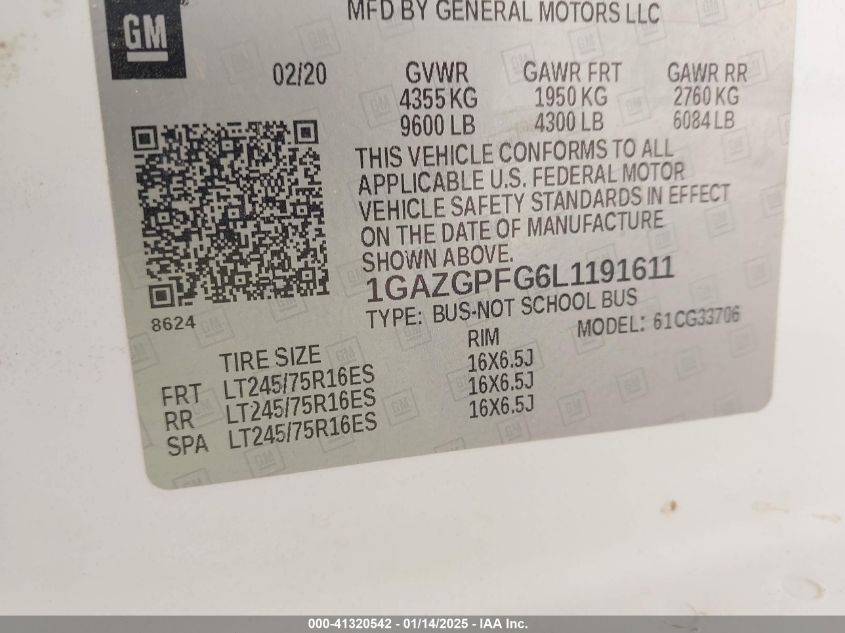 GM
MFD BY GENERAL MOTORS LLC
02/20 GVWR GAWR FRT GAWR RR
4355 KG 1950 KG 2760 KG
9600 LB 4300 LB 6084 LB
THIS VEHICLE CONFORMS TO ALL
APPLICABLE U.S. FEDERAL MOTOR
VEHICLE SAFETY STANDARDS IN EFFECT
ON THE DATE OF MANUFACTURE
SHOWN ABOVE.
1GAZGPFG6L1191611
8624
TYPE: BUS-NOT SCHOOL BUS
MODEL: 61CG33706
TIRE SIZE RIM
FRT LT245/75R16ES 16X6.5J
RR LT245/75R16ES 16X6.5J
SPA LT245/75R16ES 16X6.5J
000-41320542 - 01/14/2025 - IAA Inc.